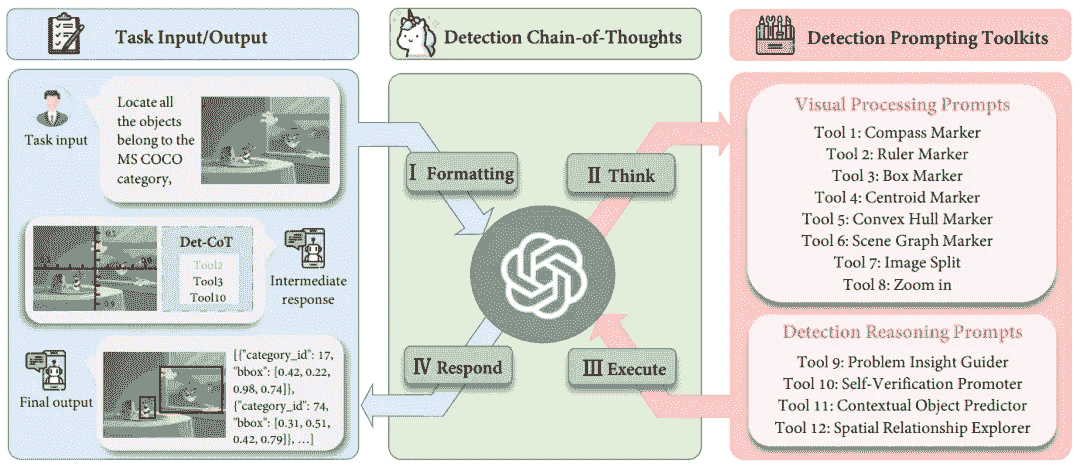 Task Input/Output
Detection Chain-of-Thoughts
Detection Prompting Toolkits
Task input
Locate all
the objects
belong to the
MS COCO
category,
Det-CoT
Tool2
Tool3
Tool10
0.1
0.9
0.9
Intermediate
response
Final output
[{"category_id": 17,
"bbox": [0.42, 0.22,
0.98, 0.74]},
{"category_id": 74,
"bbox": [0.31, 0.51,
0.42, 0.79]}, ...]
I Formatting
II Think
III Execute
IV Respond
Visual Processing Prompts
Tool 1: Compass Marker
Tool 2: Ruler Marker
Tool 3: Box Marker
Tool 4: Centroid Marker
Tool 5: Convex Hull Marker
Tool 6: Scene Graph Marker
Tool 7: Image Split
Tool 8: Zoom in
Detection Reasoning Prompts
Tool 9: Problem Insight Guider
Tool 10: Self-Verification Promoter
Tool 11: Contextual Object Predictor
Tool 12: Spatial Relationship Explorer